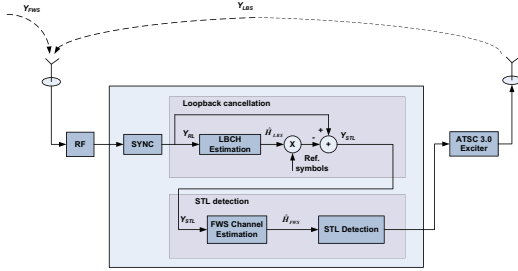 Y_FWS
Y_LBS
Loopback cancellation
RF
SYNC
Y_RL
LBCH Estimation
Ĥ_LBS
X
Ref. symbols
-
+
+
Y_STL
ATSC 3.0 Exciter
STL detection
Y_STL
FWS Channel Estimation
Ĥ_FWS
STL Detection